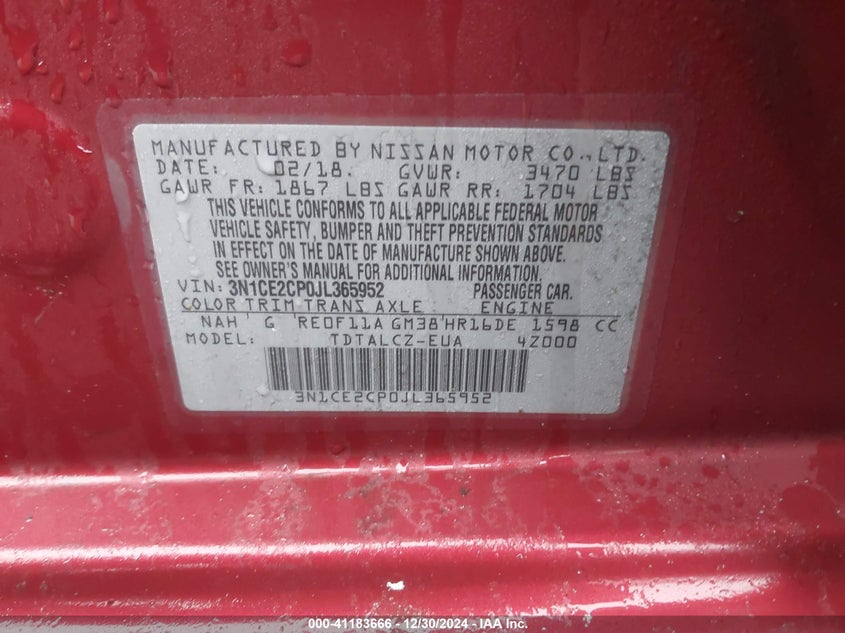 MANUFACTURED BY NISSAN MOTOR CO., LTD.
DATE: 02/18. GVWR: 3470 LBS
GAWR FR: 1867 LBS GAWR RR: 1704 LBS
THIS VEHICLE CONFORMS TO ALL APPLICABLE FEDERAL MOTOR
VEHICLE SAFETY, BUMPER AND THEFT PREVENTION STANDARDS
IN EFFECT ON THE DATE OF MANUFACTURE SHOWN ABOVE.
SEE OWNER'S MANUAL FOR ADDITIONAL INFORMATION.
VIN: 3N1CE2CP0JL365952 PASSENGER CAR.
COLOR TRIM TRANS AXLE ENGINE
NAH G RE0F11A GM38 HR16DE 1598 CC
MODEL: TDTALCZ-EUA 4Z000
3N1CE2CP0JL365952
000-41183666 - 12/30/2024 - IAA Inc.